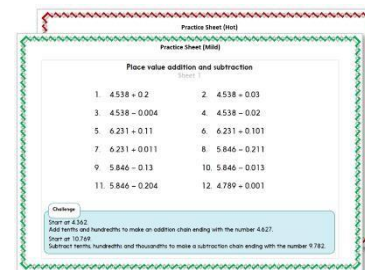 Practice Sheet (Hot)
Practice Sheet (Mild)
Place value addition and subtraction
Sheet 1
1. 4.538 + 0.2 2. 4.538 + 0.03
3. 4.538 – 0.004 4. 4.538 – 0.02
5. 6.231 + 0.11 6. 6.231 + 0.101
7. 6.231 + 0.011 8. 5.846 – 0.211
9. 5.846 – 0.13 10. 5.846 – 0.013
11. 5.846 – 0.204 12. 4.789 + 0.001
Challenge
Start at 4.362.
Add tenths and hundredths to make an addition chain ending with the number 4.627.
Start at 10.769.
Subtract tenths, hundredths and thousandths to make a subtraction chain ending with the number 9.782.